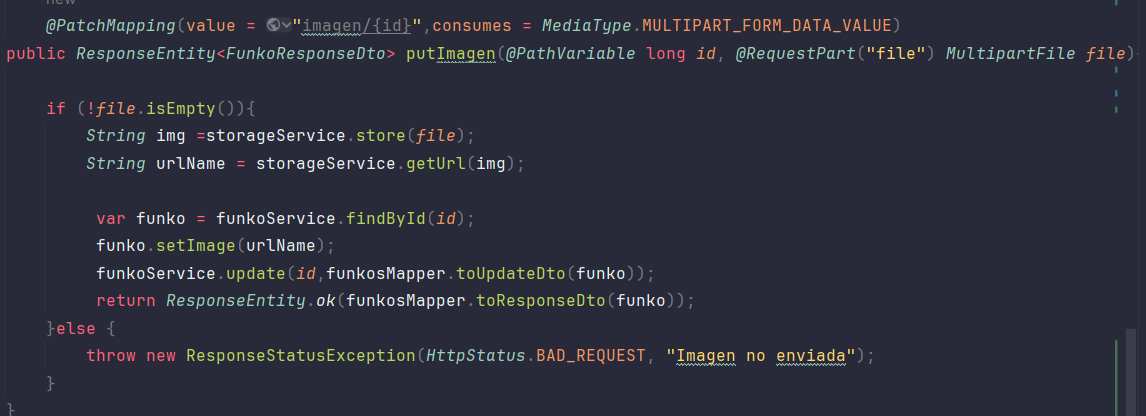 new
@PatchMapping(value = "imagen/{id}",consumes = MediaType.MULTIPART_FORM_DATA_VALUE)
public ResponseEntity<FunkoResponseDto> putImagen(@PathVariable long id, @RequestPart("file") MultipartFile file)
if (!file.isEmpty()){
String img =storageService.store(file);
String urlName = storageService.getUrl(img);
var funko = funkoService.findById(id);
funko.setImage(urlName);
funkoService.update(id,funkosMapper.toUpdateDto(funko));
return ResponseEntity.ok(funkosMapper.toResponseDto(funko));
}else {
throw new ResponseStatusException(HttpStatus.BAD_REQUEST, "Imagen no enviada");
}
}